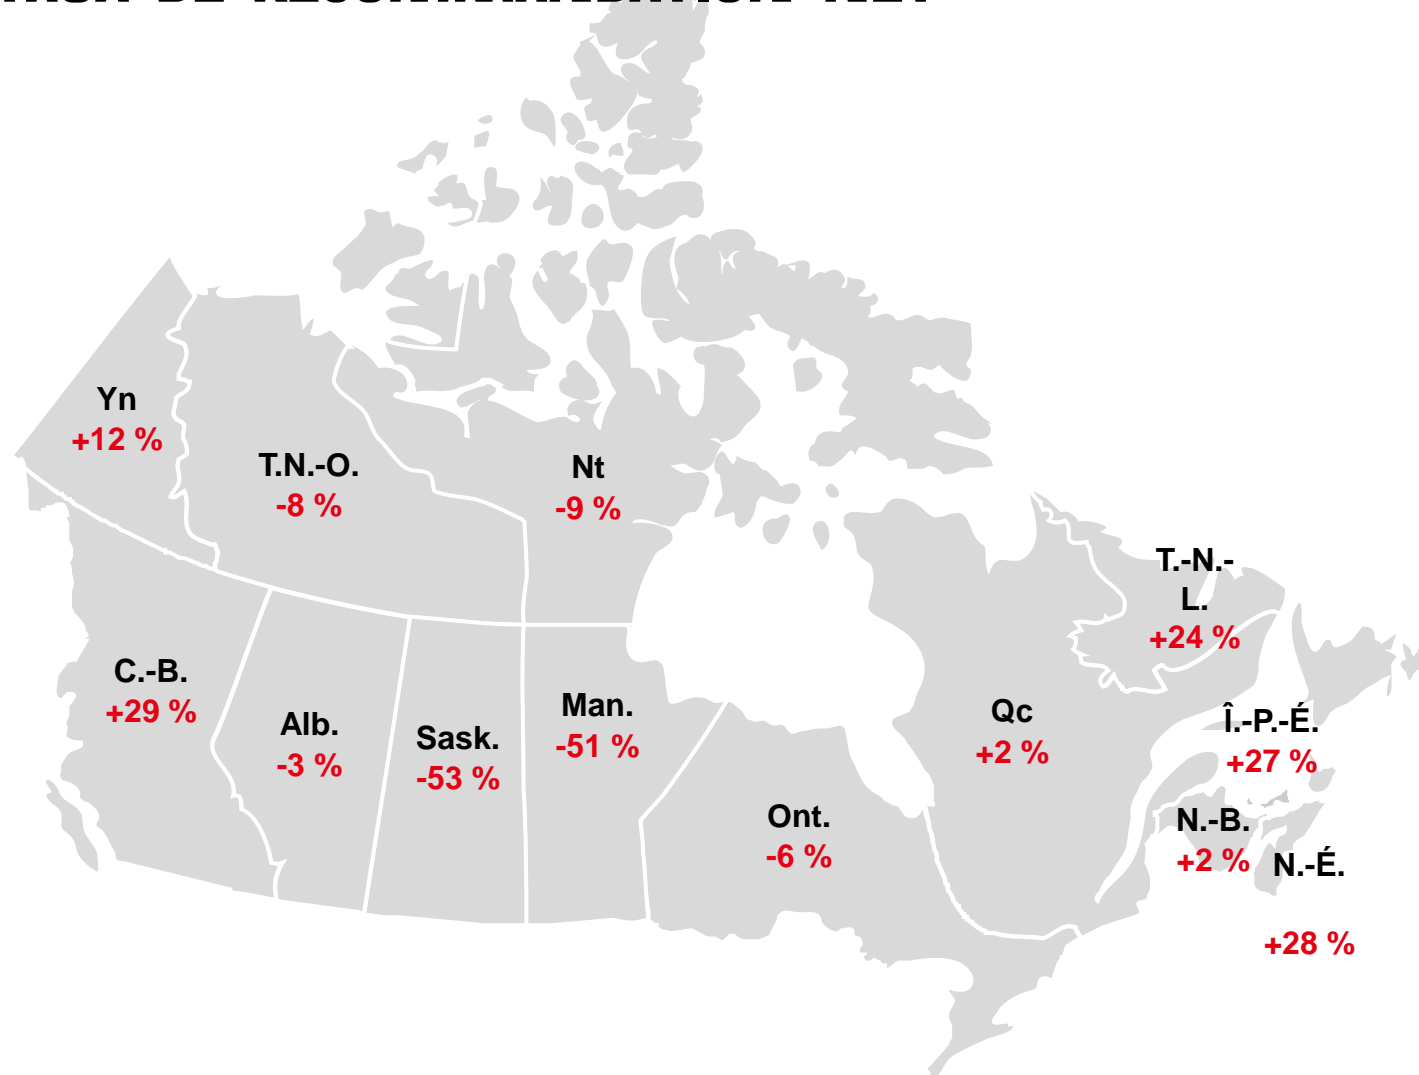 Yn
+12 %
T.N.-O.
-8 %
Nt
-9 %
T.-N.-
L.
+24 %
C.-B.
+29 %
Alb.
-3 %
Sask.
-53 %
Man.
-51 %
Ont.
-6 %
Qc
+2 %
Î.-P.-É.
+27 %
N.-B.
+2 %
N.-É.
+28 %